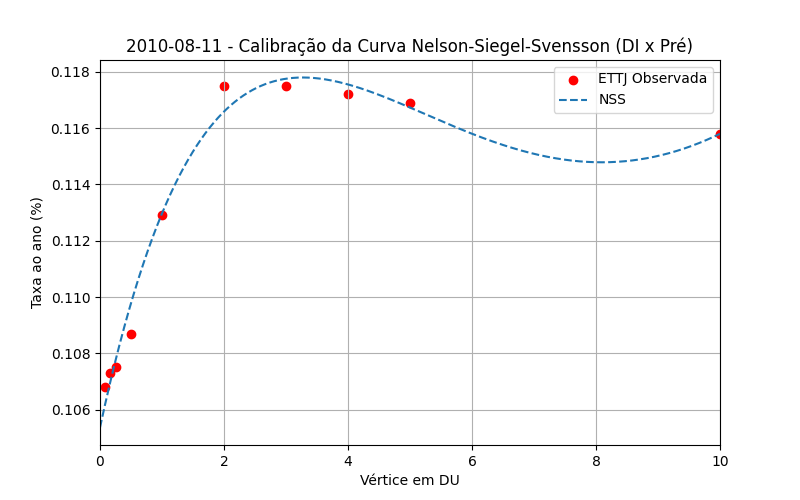 2010-08-11 - Calibração da Curva Nelson-Siegel-Svensson (DI x Pré)
ETTJ Observada
NSS
Taxa ao ano (%)
0.118
0.116
0.114
0.112
0.110
0.108
0.106
0 2 4 6 8 10
Vértice em DU